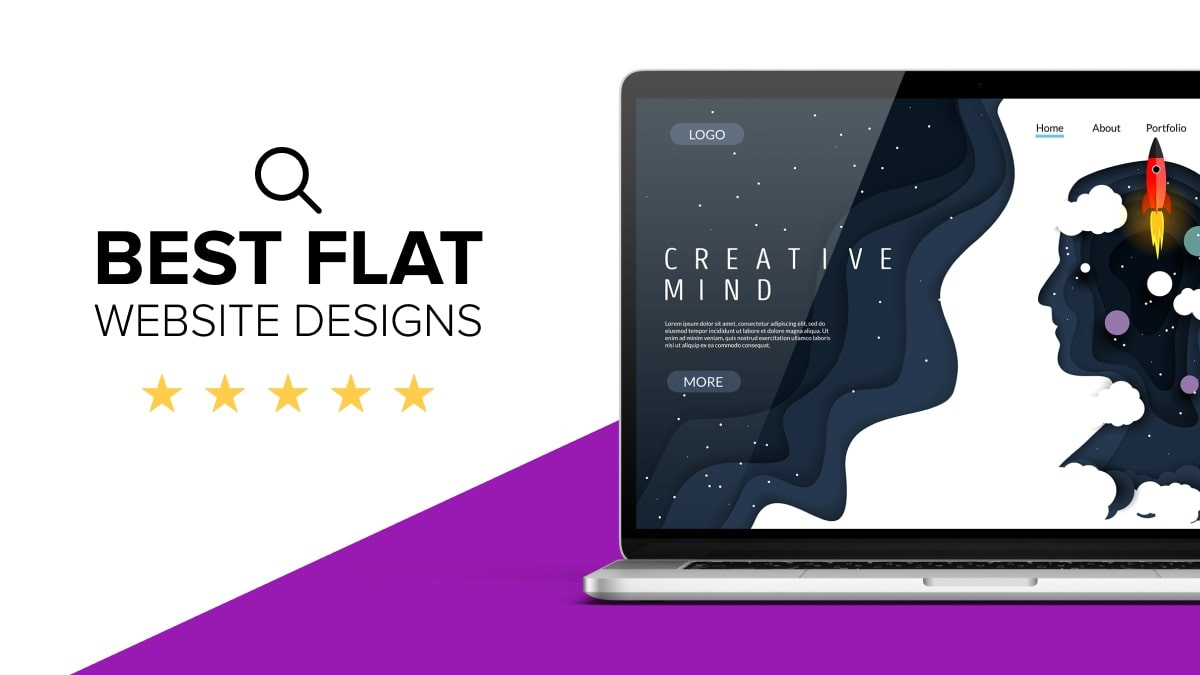 BEST FLAT
WEBSITE DESIGNS
LOGO
Home About Portfolio
CREATIVE
MIND
Lorem ipsum dolor sit amet, consectetur adipiscing elit, sed do
eiusmod tempor incididunt ut labore et dolore magna aliqua. Ut
enim ad minim veniam, quis nostrud exercitation ullamco laboris
nisi ut aliquip ex ea commodo consequat.
MORE